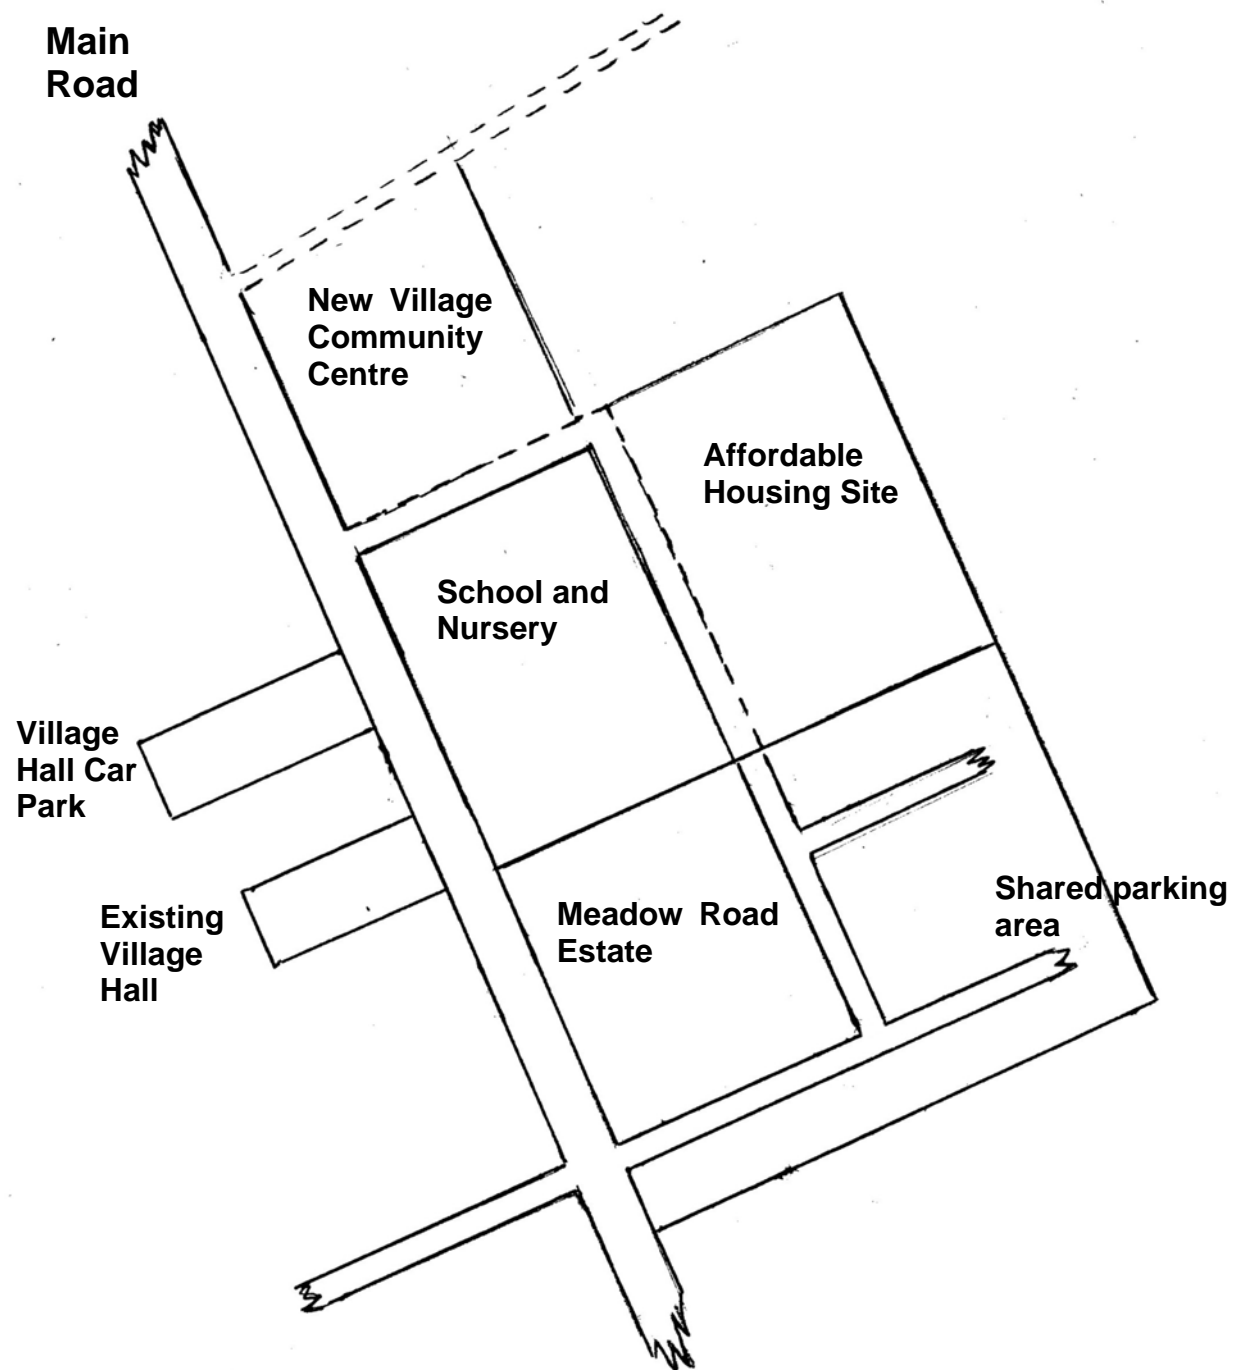 Main
Road
New Village
Community
Centre
Affordable
Housing Site
School and
Nursery
Village
Hall Car
Park
Existing
Village
Hall
Meadow Road
Estate
Shared parking
area